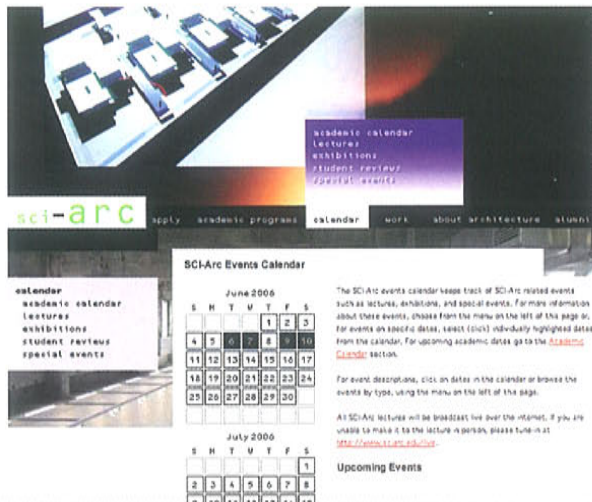 academic calendar
lectures
exhibitions
student reviews
special events
sci-arc
apply academic programs calendar work about architecture alumni
calendar
academic calendar
lectures
exhibitions
student reviews
special events
SCI-Arc Events Calendar
June 2006
S M T W T F S
1 2 3
4 5 6 7 8 9 10
11 12 13 14 15 16 17
18 19 20 21 22 23 24
25 26 27 28 29 30
July 2006
S M T W T F S
1
2 3 4 5 6 7 8
The SCI-Arc events calendar keeps track of SCI-Arc related events
such as lectures, exhibitions, and special events. For more information
about these events, choose from the menu on the left of this page or,
for events on specific dates, select (click) individually highlighted dates
from the calendar. For upcoming academic dates go to the Academic
Calendar section.
For event descriptions, click on dates in the calendar or browse the
events by type, using the menu on the left of this page.
All SCI-Arc lectures will be broadcast live over the internet. If you are
unable to make it to the lecture in person, please tune-in at
http://www.sciarc.edu/live.
Upcoming Events